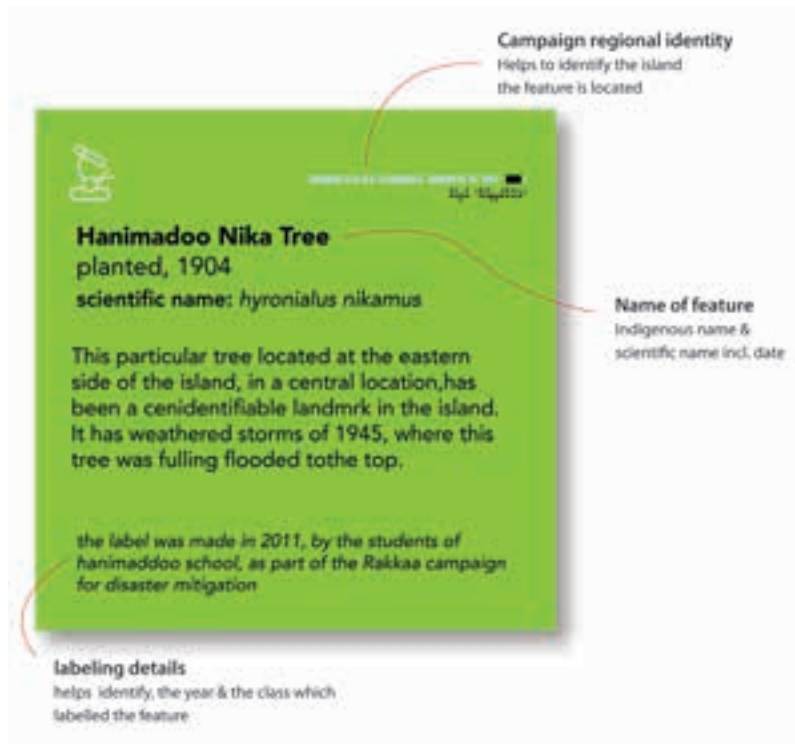 Campaign regional identity
Helps to identify the island
the feature is located
Hanimadoo Nika Tree
planted, 1904
scientific name: hyronialus nikamus
Name of feature
Indigenous name &
scientific name incl. date
This particular tree located at the eastern
side of the island, in a central location,has
been a cenidentifiable landmrk in the island.
It has weathered storms of 1945, where this
tree was fulling flooded tothe top.
the label was made in 2011, by the students of
hanimaddoo school, as part of the Rakkaa campaign
for disaster mitigation
labeling details
helps identify, the year & the class which
labelled the feature